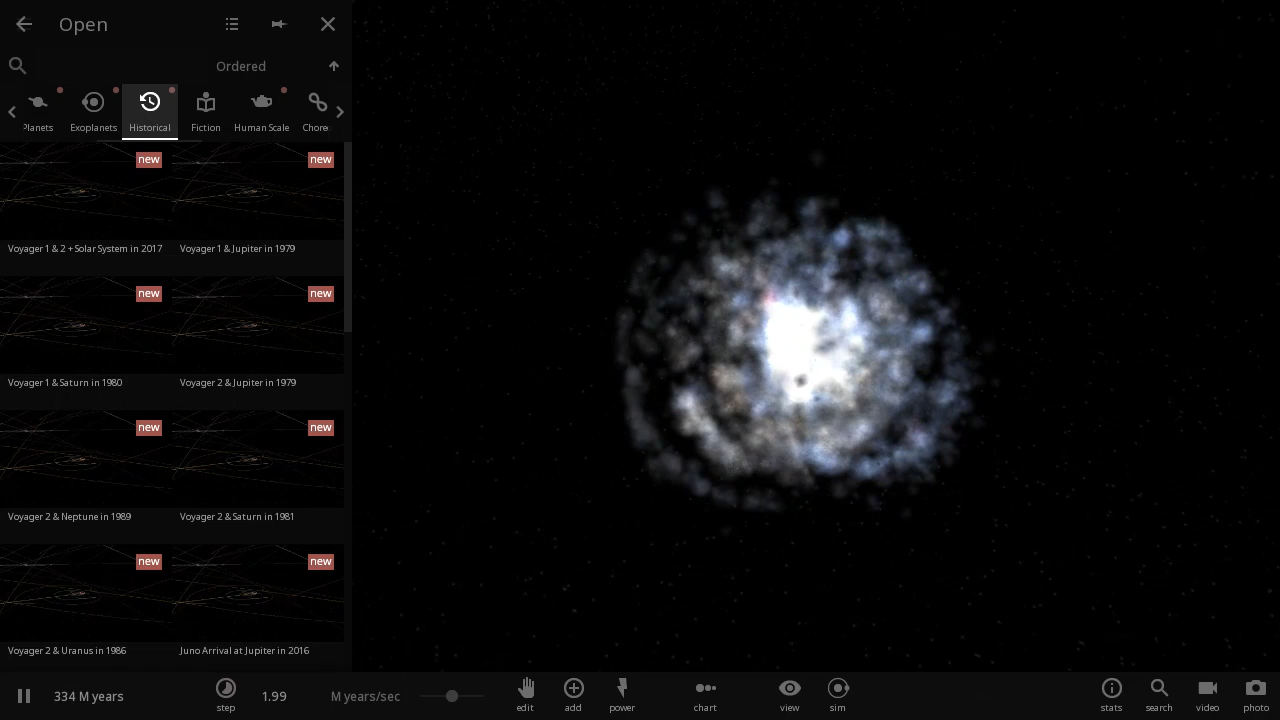 Open
Ordered
Planets
Exoplanets
Historical
Fiction
Human Scale
Chore
new
new
Voyager 1 & 2 + Solar System in 2017
Voyager 1 & Jupiter in 1979
new
new
Voyager 1 & Saturn in 1980
Voyager 2 & Jupiter in 1979
new
new
Voyager 2 & Neptune in 1989
Voyager 2 & Saturn in 1981
new
new
Voyager 2 & Uranus in 1986
Juno Arrival at Jupiter in 2016
334 M years
step
1.99
M years/sec
edit
add
power
chart
view
sim
stats
search
video
photo